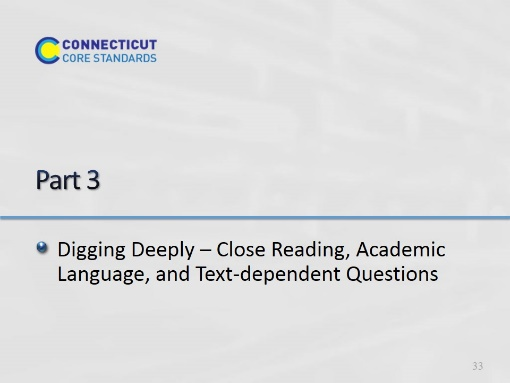 CONNECTICUT
CORE STANDARDS
Part 3
Digging Deeply – Close Reading, Academic
Language, and Text-dependent Questions
33